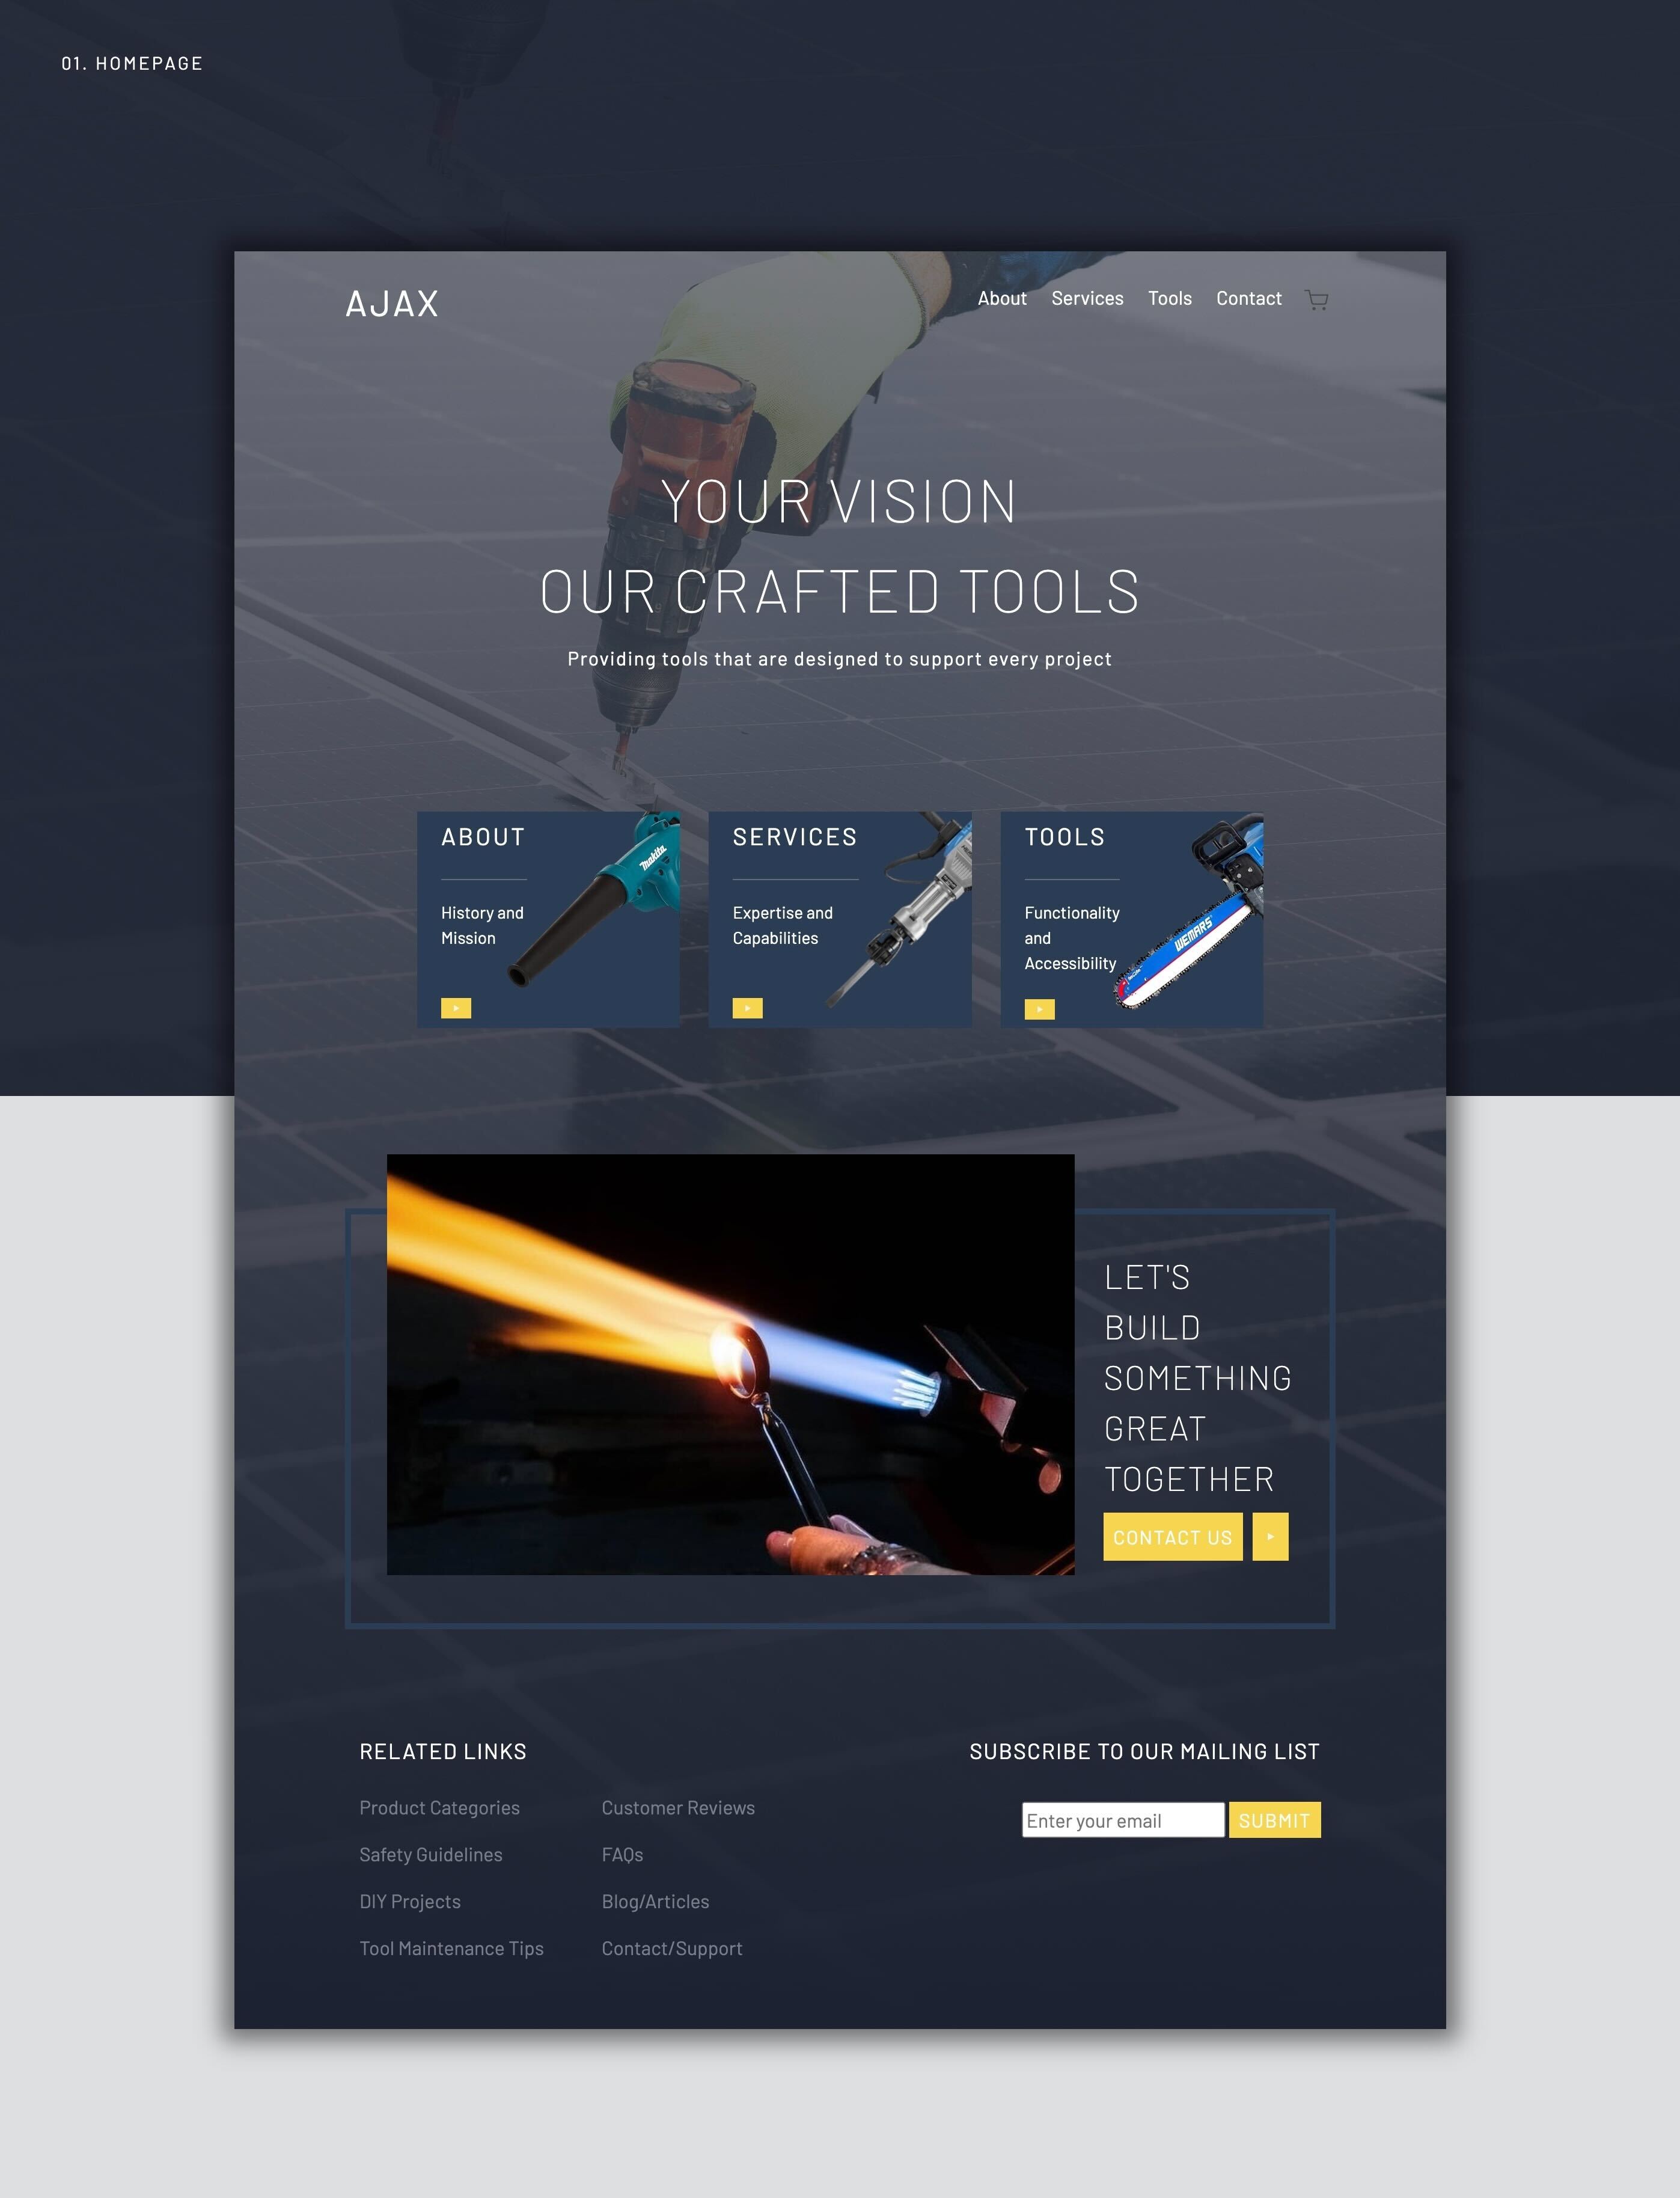 01. HOMEPAGE
AJAX
About Services Tools Contact
YOUR VISION
OUR CRAFTED TOOLS
Providing tools that are designed to support every project
ABOUT
History and
Mission
makita
SERVICES
Expertise and
Capabilities
TOOLS
Functionality
and
Accessibility
WEMARS
LET'S
BUILD
SOMETHING
GREAT
TOGETHER
CONTACT US
RELATED LINKS
Product Categories
Safety Guidelines
DIY Projects
Tool Maintenance Tips
Customer Reviews
FAQs
Blog/Articles
Contact/Support
SUBSCRIBE TO OUR MAILING LIST
Enter your email
SUBMIT